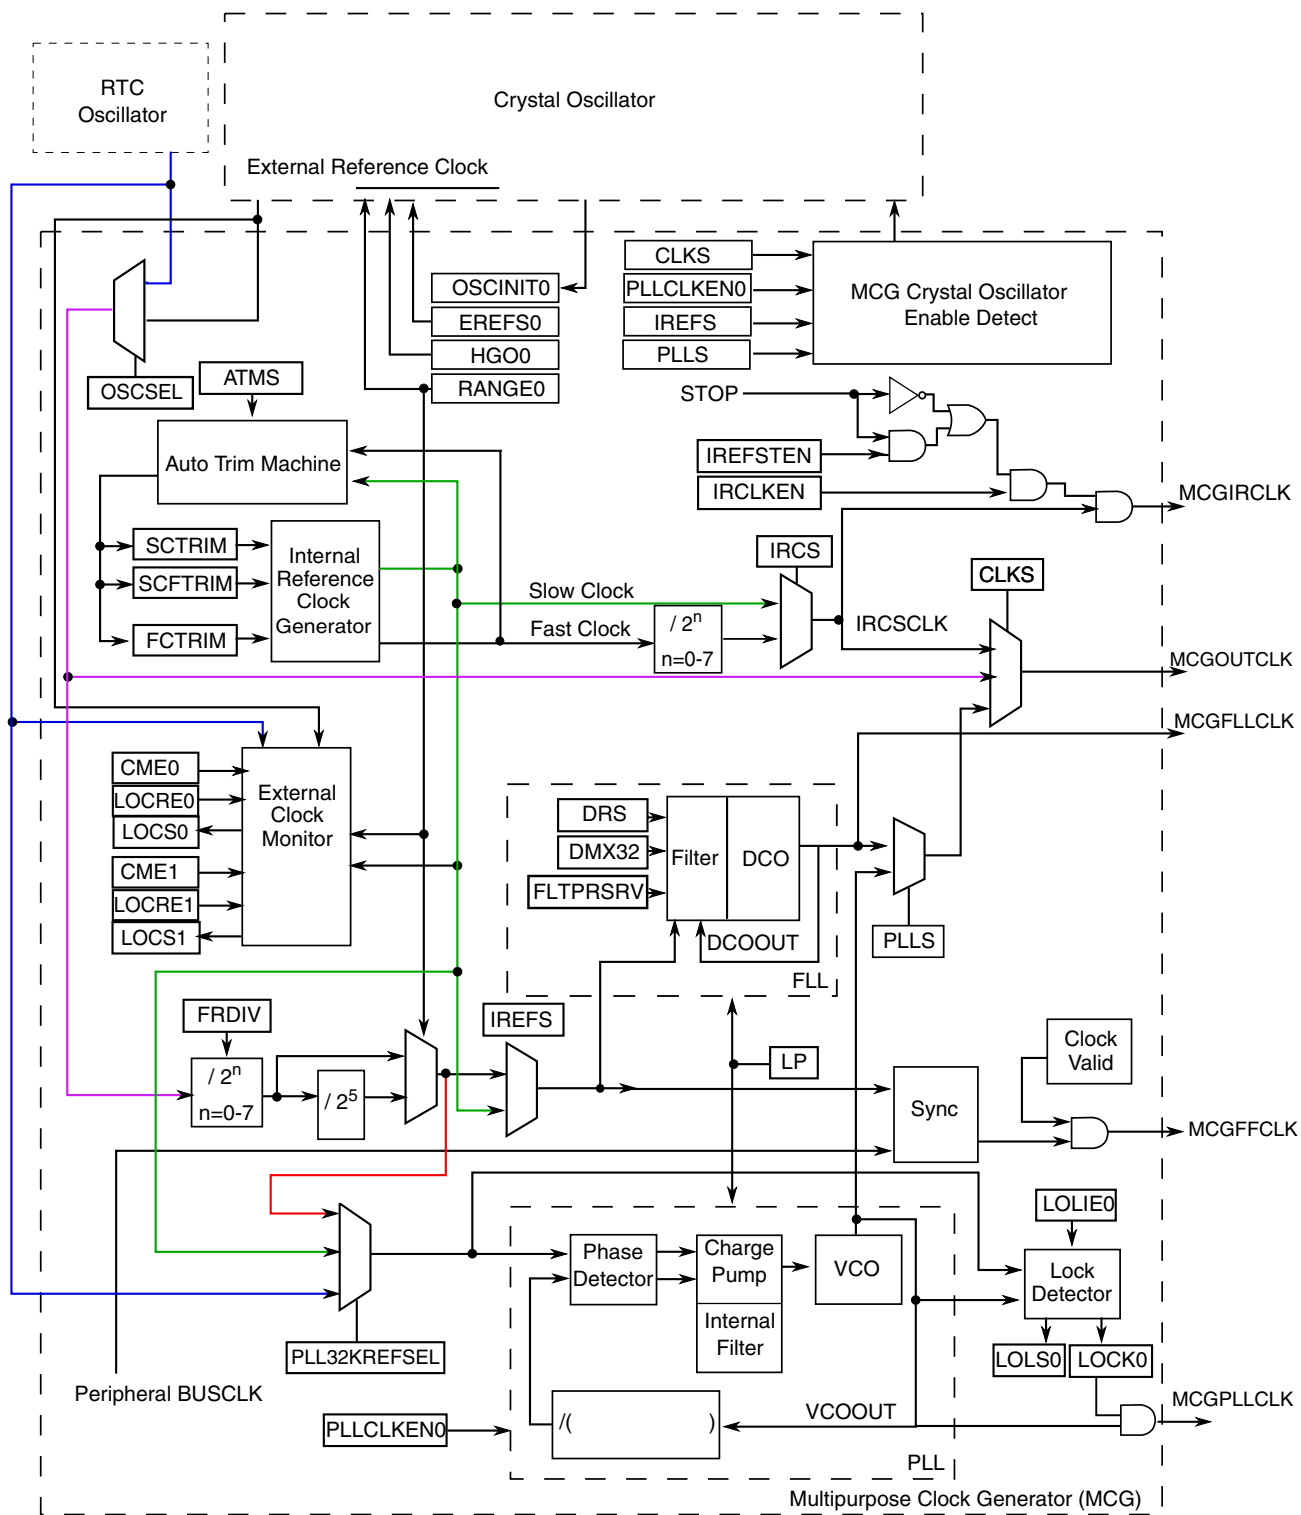 RTC
Oscillator
Crystal Oscillator
External Reference Clock
CLKS
OSCINIT0
PLLCLKEN0
MCG Crystal Oscillator
Enable Detect
EREFS0
IREFS
HGO0
PLLS
OSCSEL
ATMS
RANGE0
STOP
Auto Trim Machine
IREFSTEN
IRCLKEN
MCGIRCLK
SCTRIM
SCFTRIM
FCTRIM
Internal
Reference
Clock
Generator
IRCS
CLKS
Slow Clock
Fast Clock
/ 2n
n=0-7
IRCSCLK
MCGOUTCLK
MCGFLLCLK
CME0
LOCRE0
LOCS0
CME1
LOCRE1
LOCS1
External
Clock
Monitor
DRS
DMX32
FLTPRSRV
Filter
DCO
DCOOUT
FLL
PLLS
FRDIV
IREFS
/ 2n
n=0-7
/ 25
LP
Clock
Valid
Sync
MCGFFCLK
LOLIE0
Phase
Detector
Charge
Pump
Internal
Filter
VCO
Lock
Detector
PLL32KREFSEL
LOLS0
LOCK0
Peripheral BUSCLK
MCGPLLCLK
PLLCLKEN0
/( )
VCOOUT
PLL
Multipurpose Clock Generator (MCG)